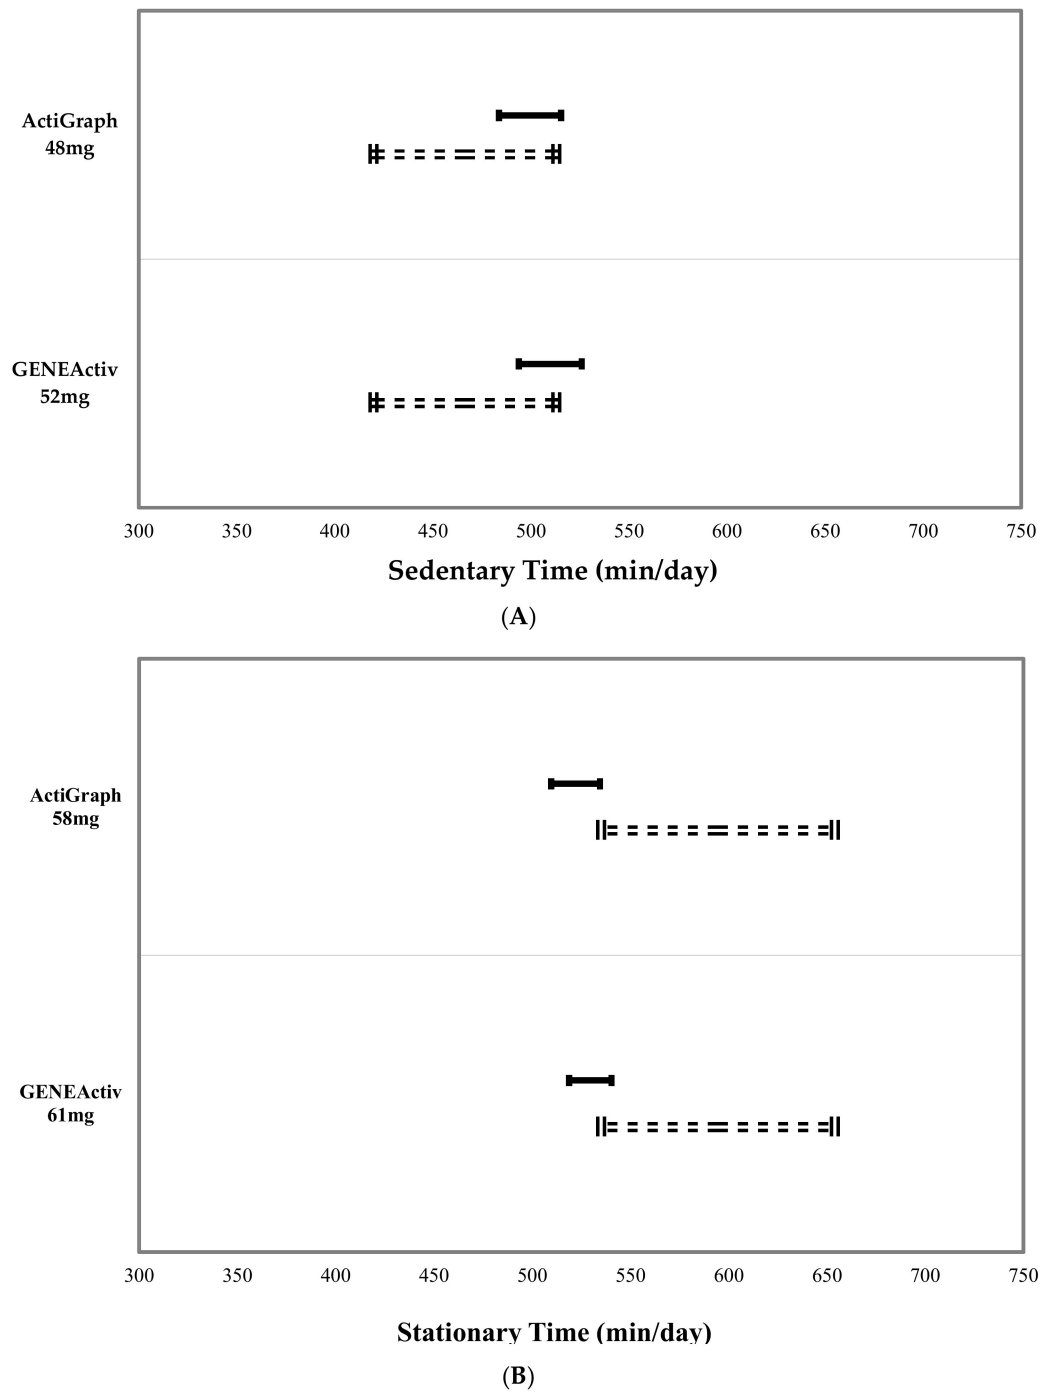 ActiGraph
48mg
GENEActiv
52mg
300 350 400 450 500 550 600 650 700 750
Sedentary Time (min/day)
(A)
ActiGraph
58mg
GENEActiv
61mg
300 350 400 450 500 550 600 650 700 750
Stationary Time (min/day)
(B)